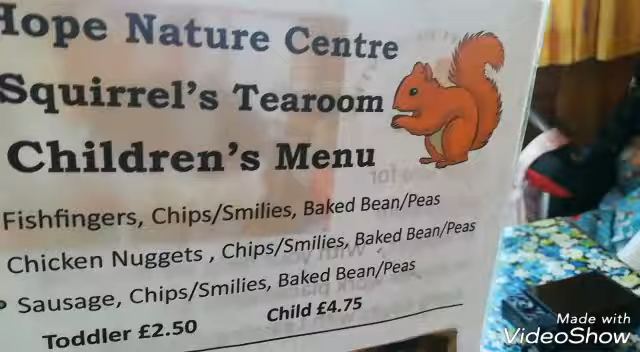 Hope Nature Centre
Squirrel's Tearoom
Children's Menu
Fishfingers, Chips/Smilies, Baked Bean/Peas
Chicken Nuggets , Chips/Smilies, Baked Bean/Peas
Sausage, Chips/Smilies, Baked Bean/Peas
Toddler £2.50 Child £4.75
Made with
VideoShow